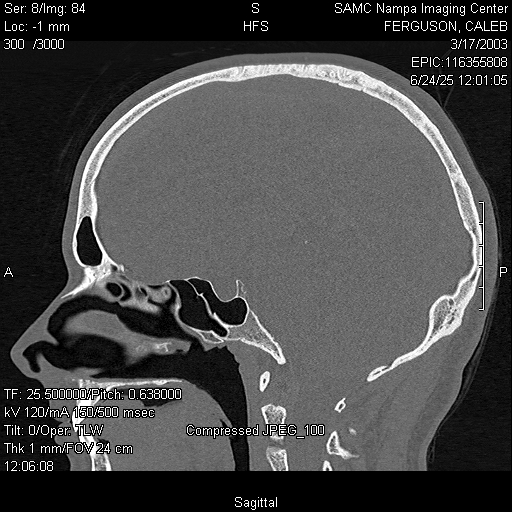 Ser: 8/Img: 84
Loc: -1 mm
300 /3000
S
HFS
SAMC Nampa Imaging Center
FERGUSON, CALEB
3/17/2003
EPIC:116355808
6/24/25 12:01:05
A
P
TF: 25.500000/Pitch: 0.638000
kV 120/mA 150/500 msec
Tilt: 0/Oper: TLW
Compressed JPEG_100
Thk 1 mm/FOV 24 cm
12:06:08
Sagittal